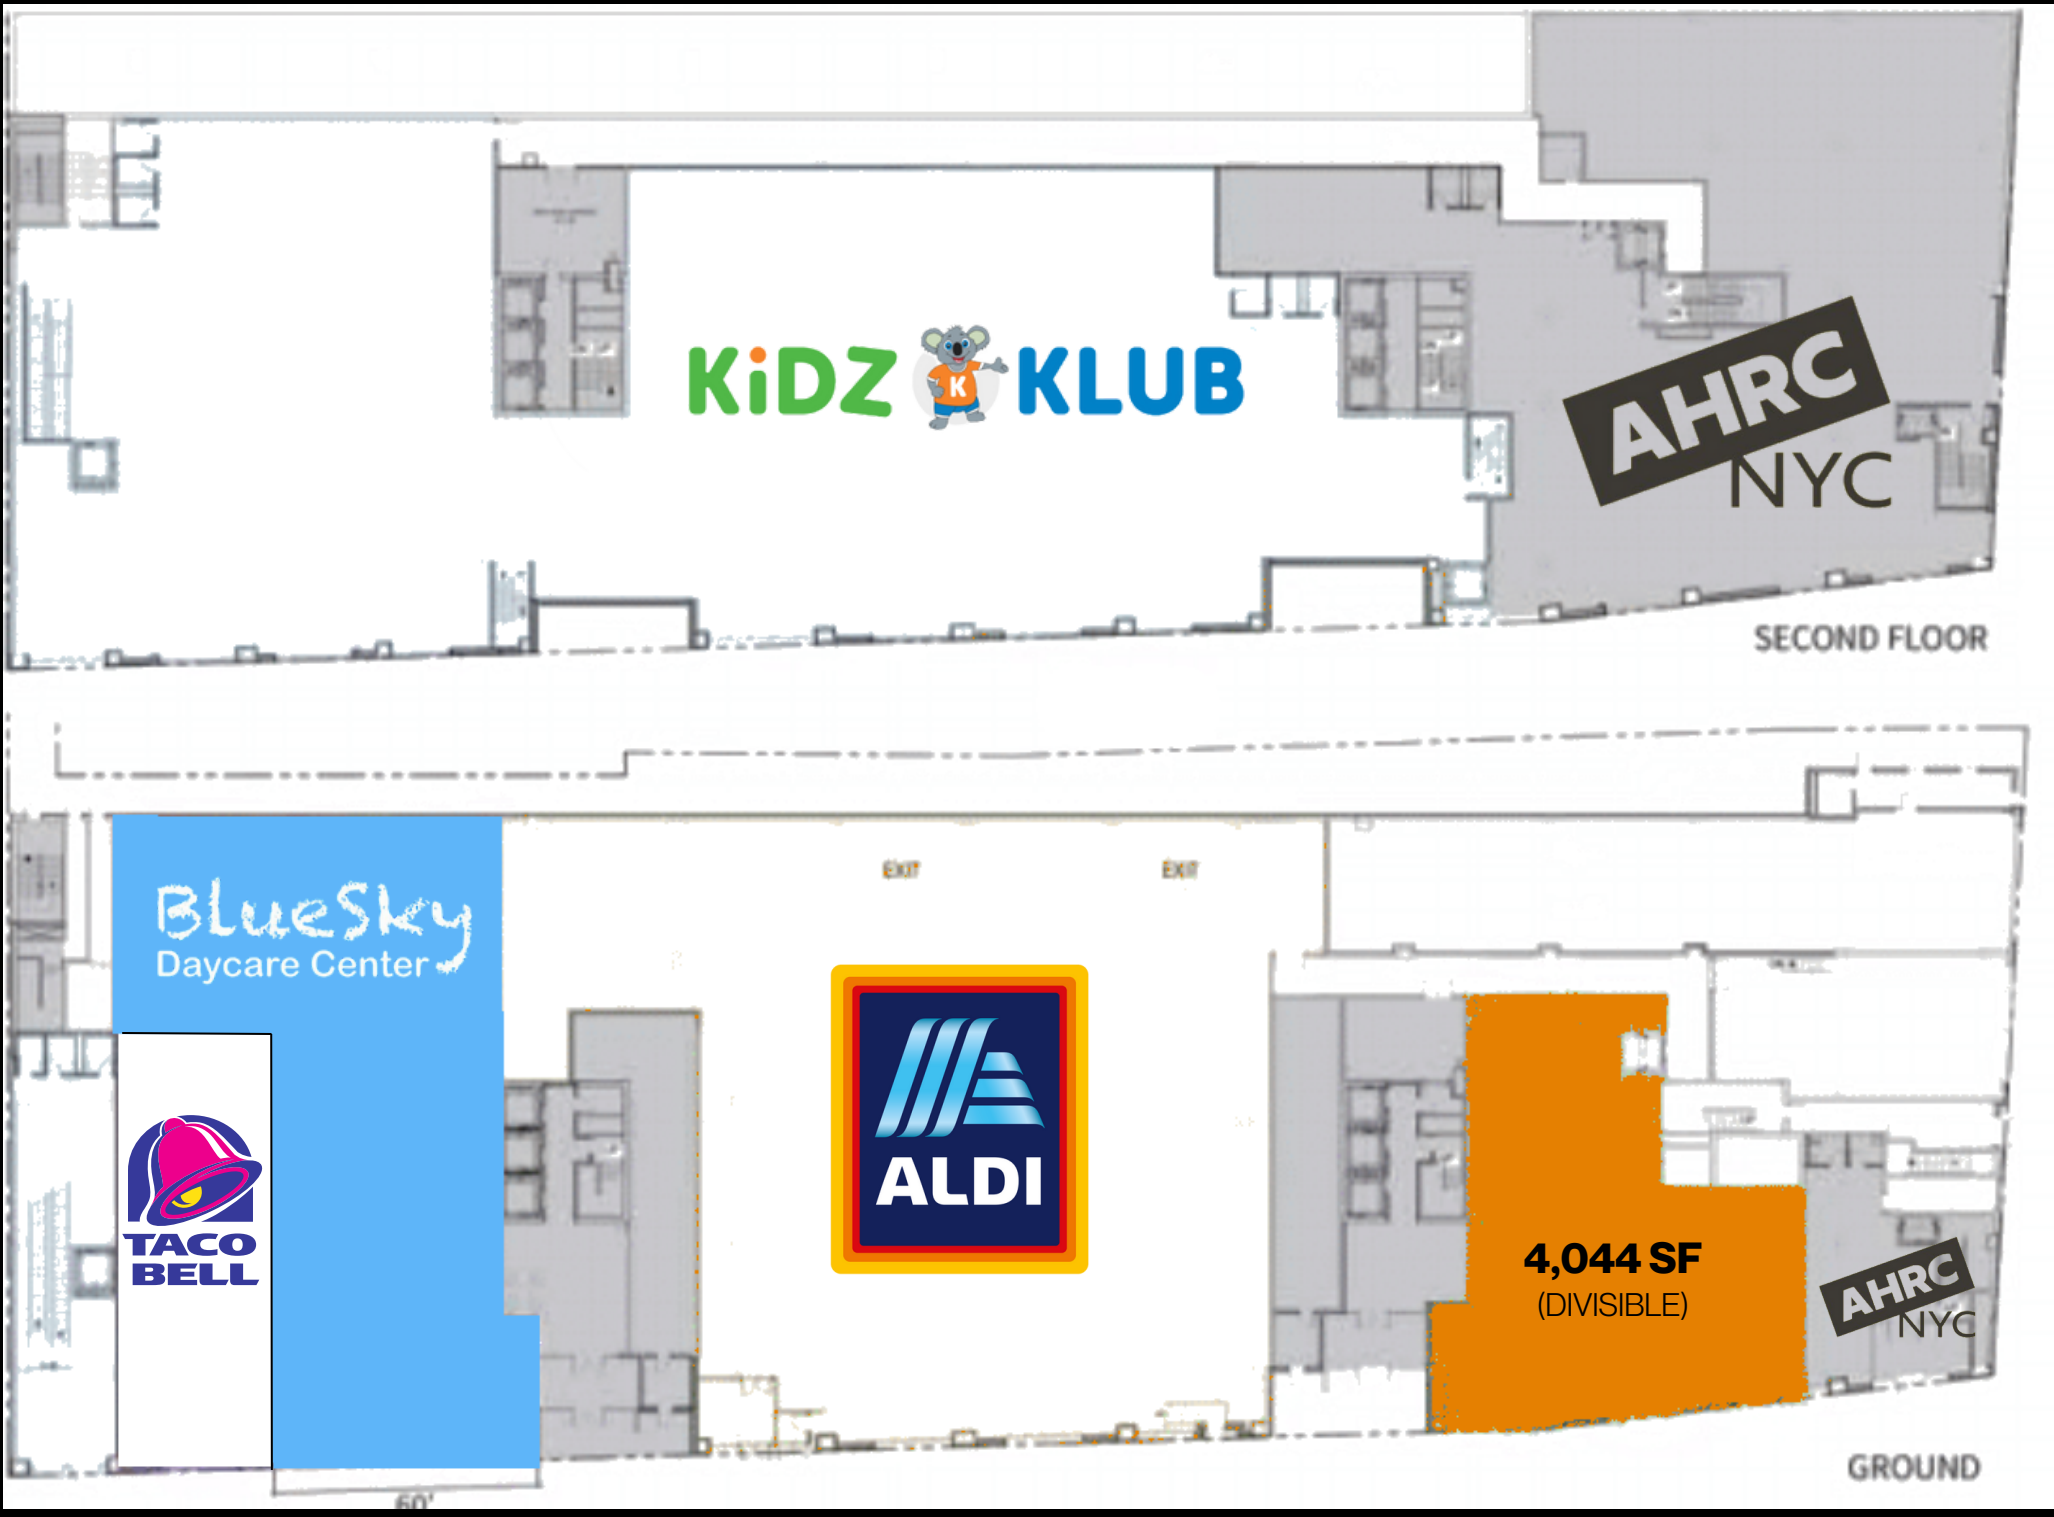 KiDZ KLUB
K
AHRC
NYC
SECOND FLOOR
EXIT
EXIT
BLueSky
Daycare Center
ALDI
TACO
BELL
4,044 SF
(DIVISIBLE)
AHRC
NYC
GROUND
60'